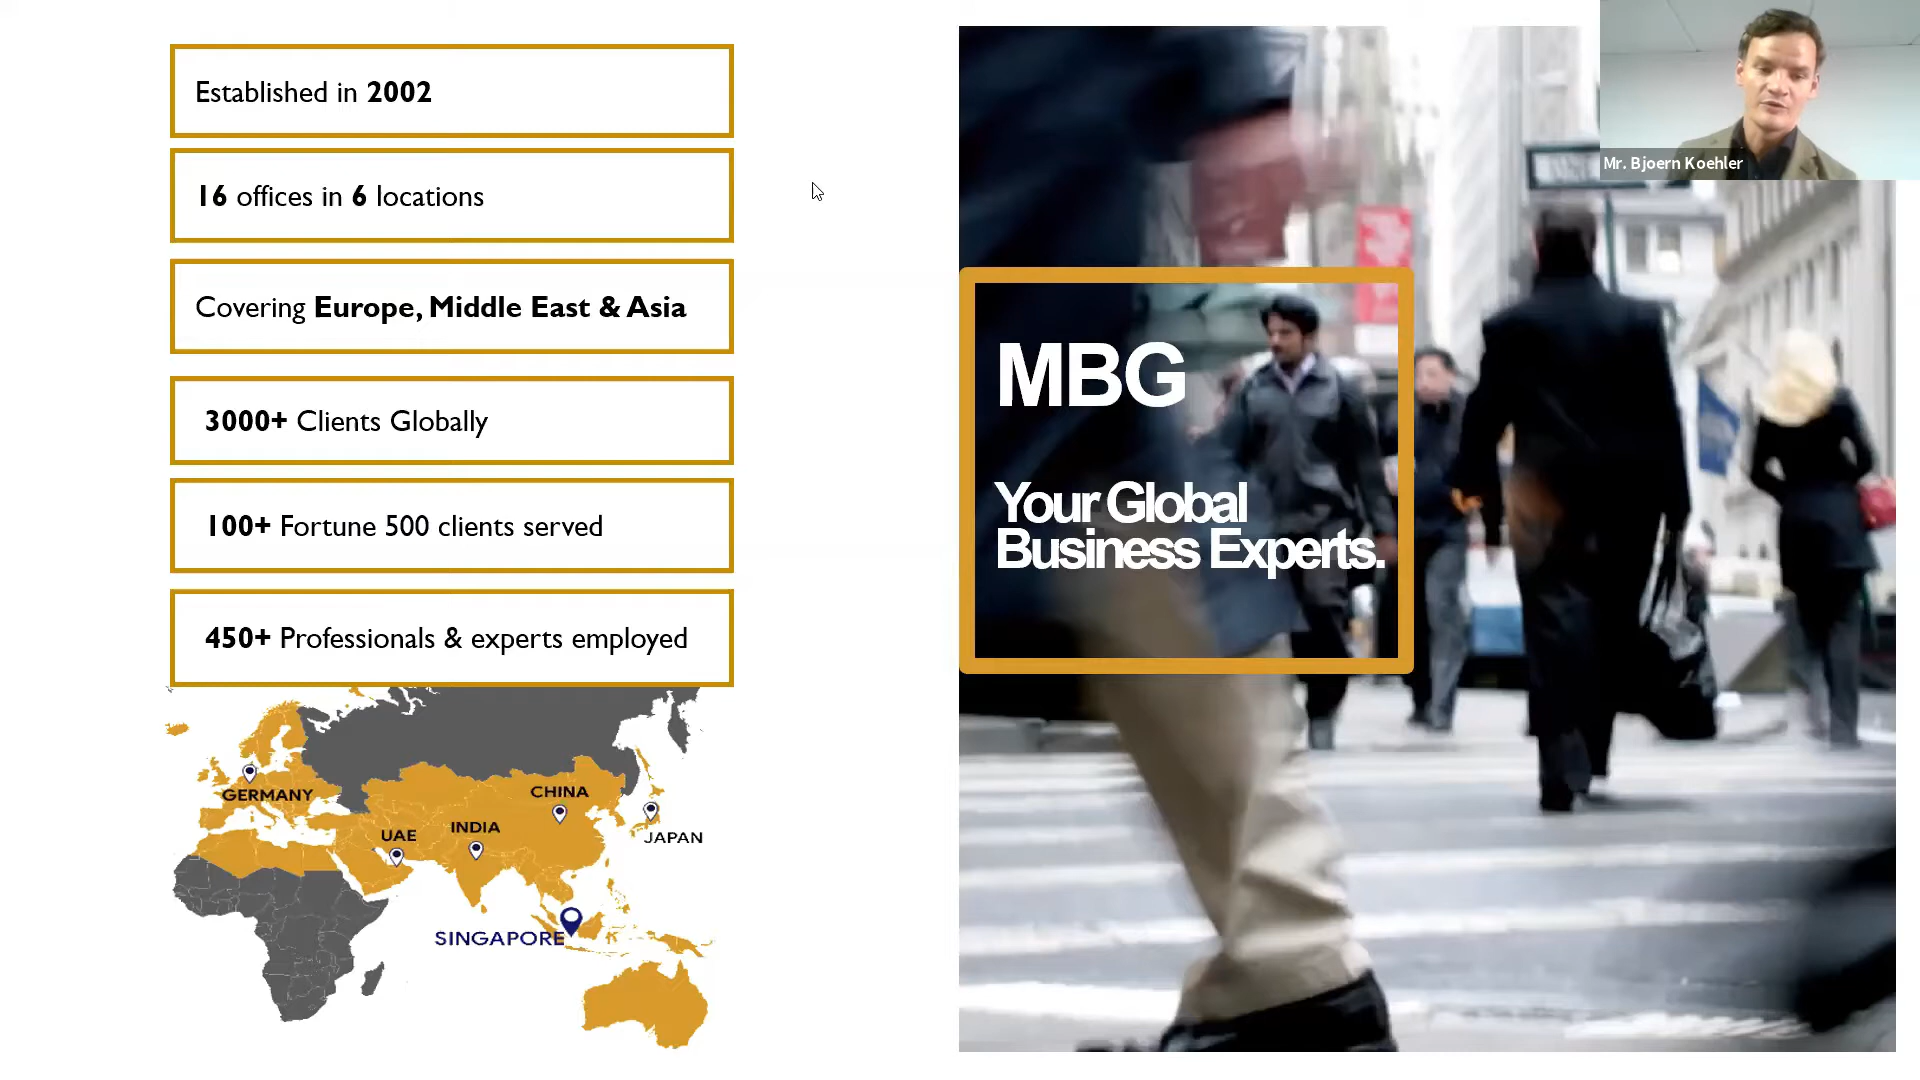 Established in 2002
16 offices in 6 locations
Covering Europe, Middle East & Asia
3000+ Clients Globally
100+ Fortune 500 clients served
450+ Professionals & experts employed
GERMANY
CHINA
UAE
INDIA
JAPAN
SINGAPORE
MBG
Your Global
Business Experts.
Mr. Bjoern Koehler